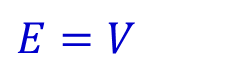 E = V